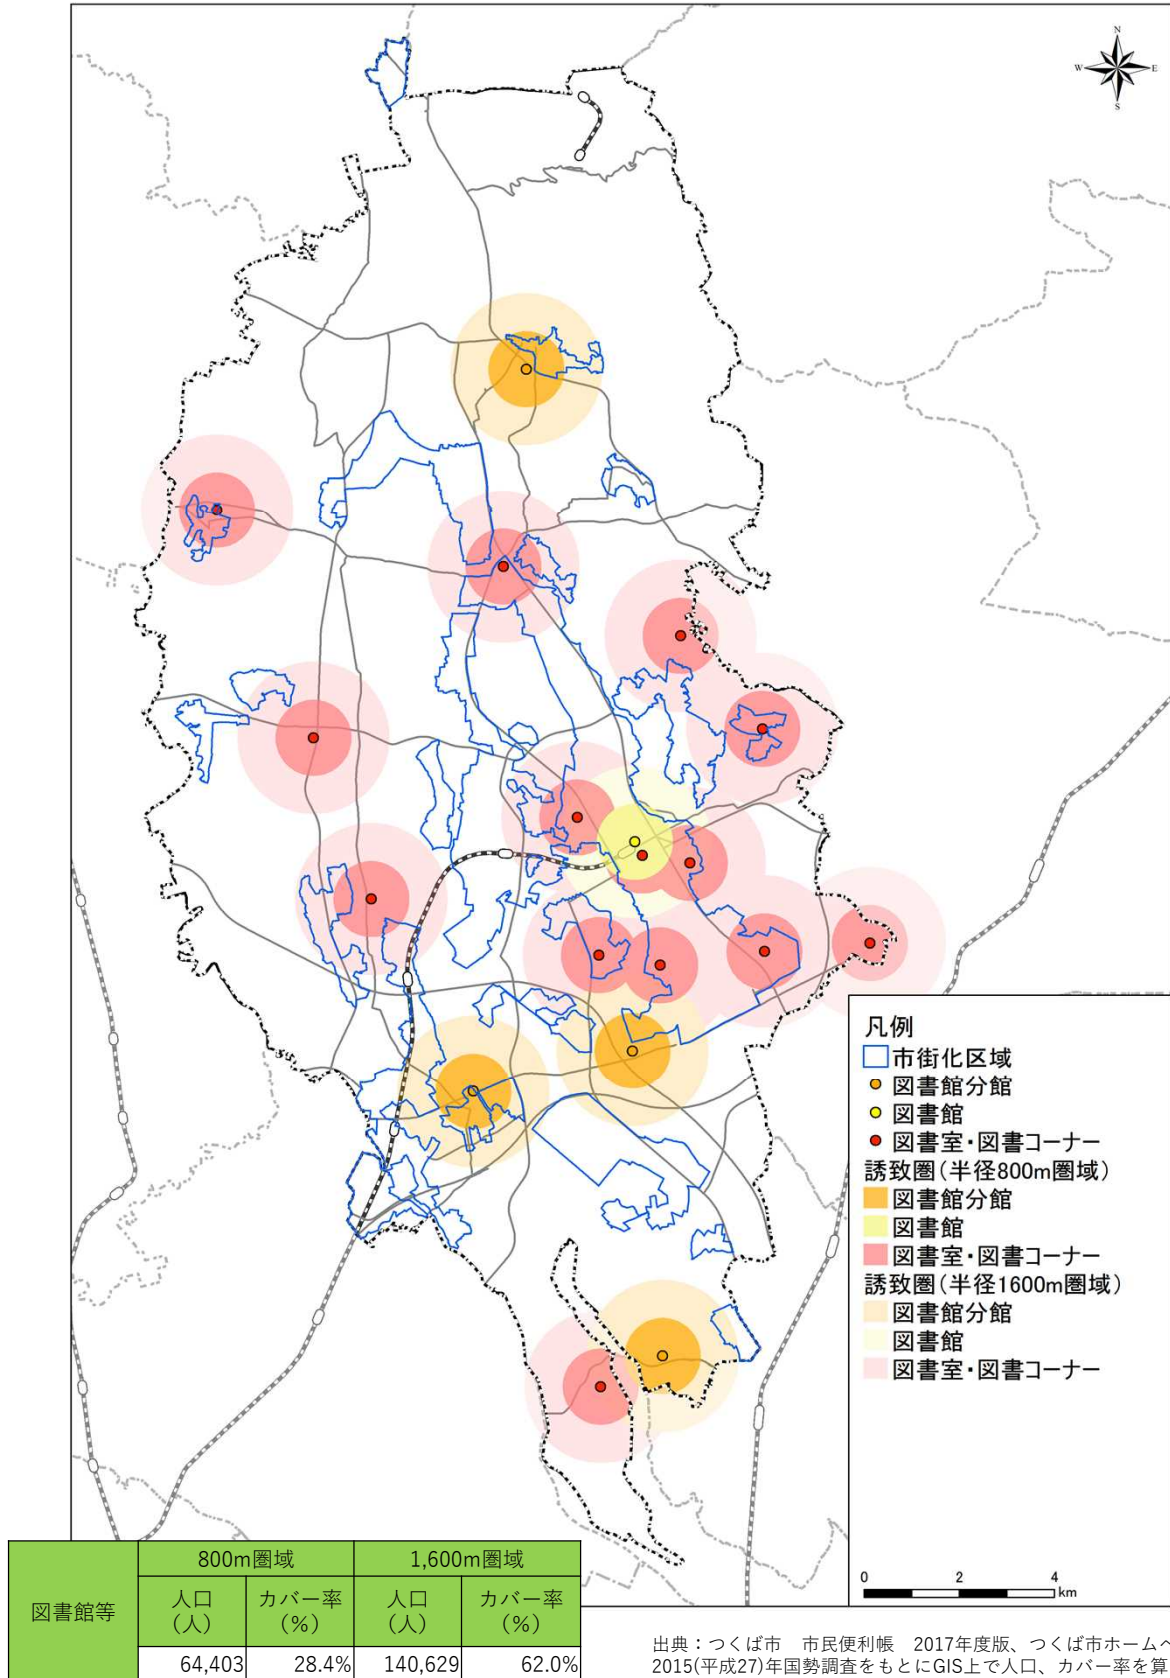 N
W E
S
凡例
市街化区域
図書館分館
図書館
図書室・図書コーナー
誘致圏(半径800m圏域)
図書館分館
図書館
図書室・図書コーナー
誘致圏(半径1600m圏域)
図書館分館
図書館
図書室・図書コーナー
0 2 4
km
図書館等
800m圏域 1,600m圏域
人口(人) カバー率(%) 人口(人) カバー率(%)
64,403 28.4% 140,629 62.0%
出典：つくば市 市民便利帳 2017年度版、つくば市ホームペ
2015(平成27)年国勢調査をもとにGIS上で人口、カバー率を算